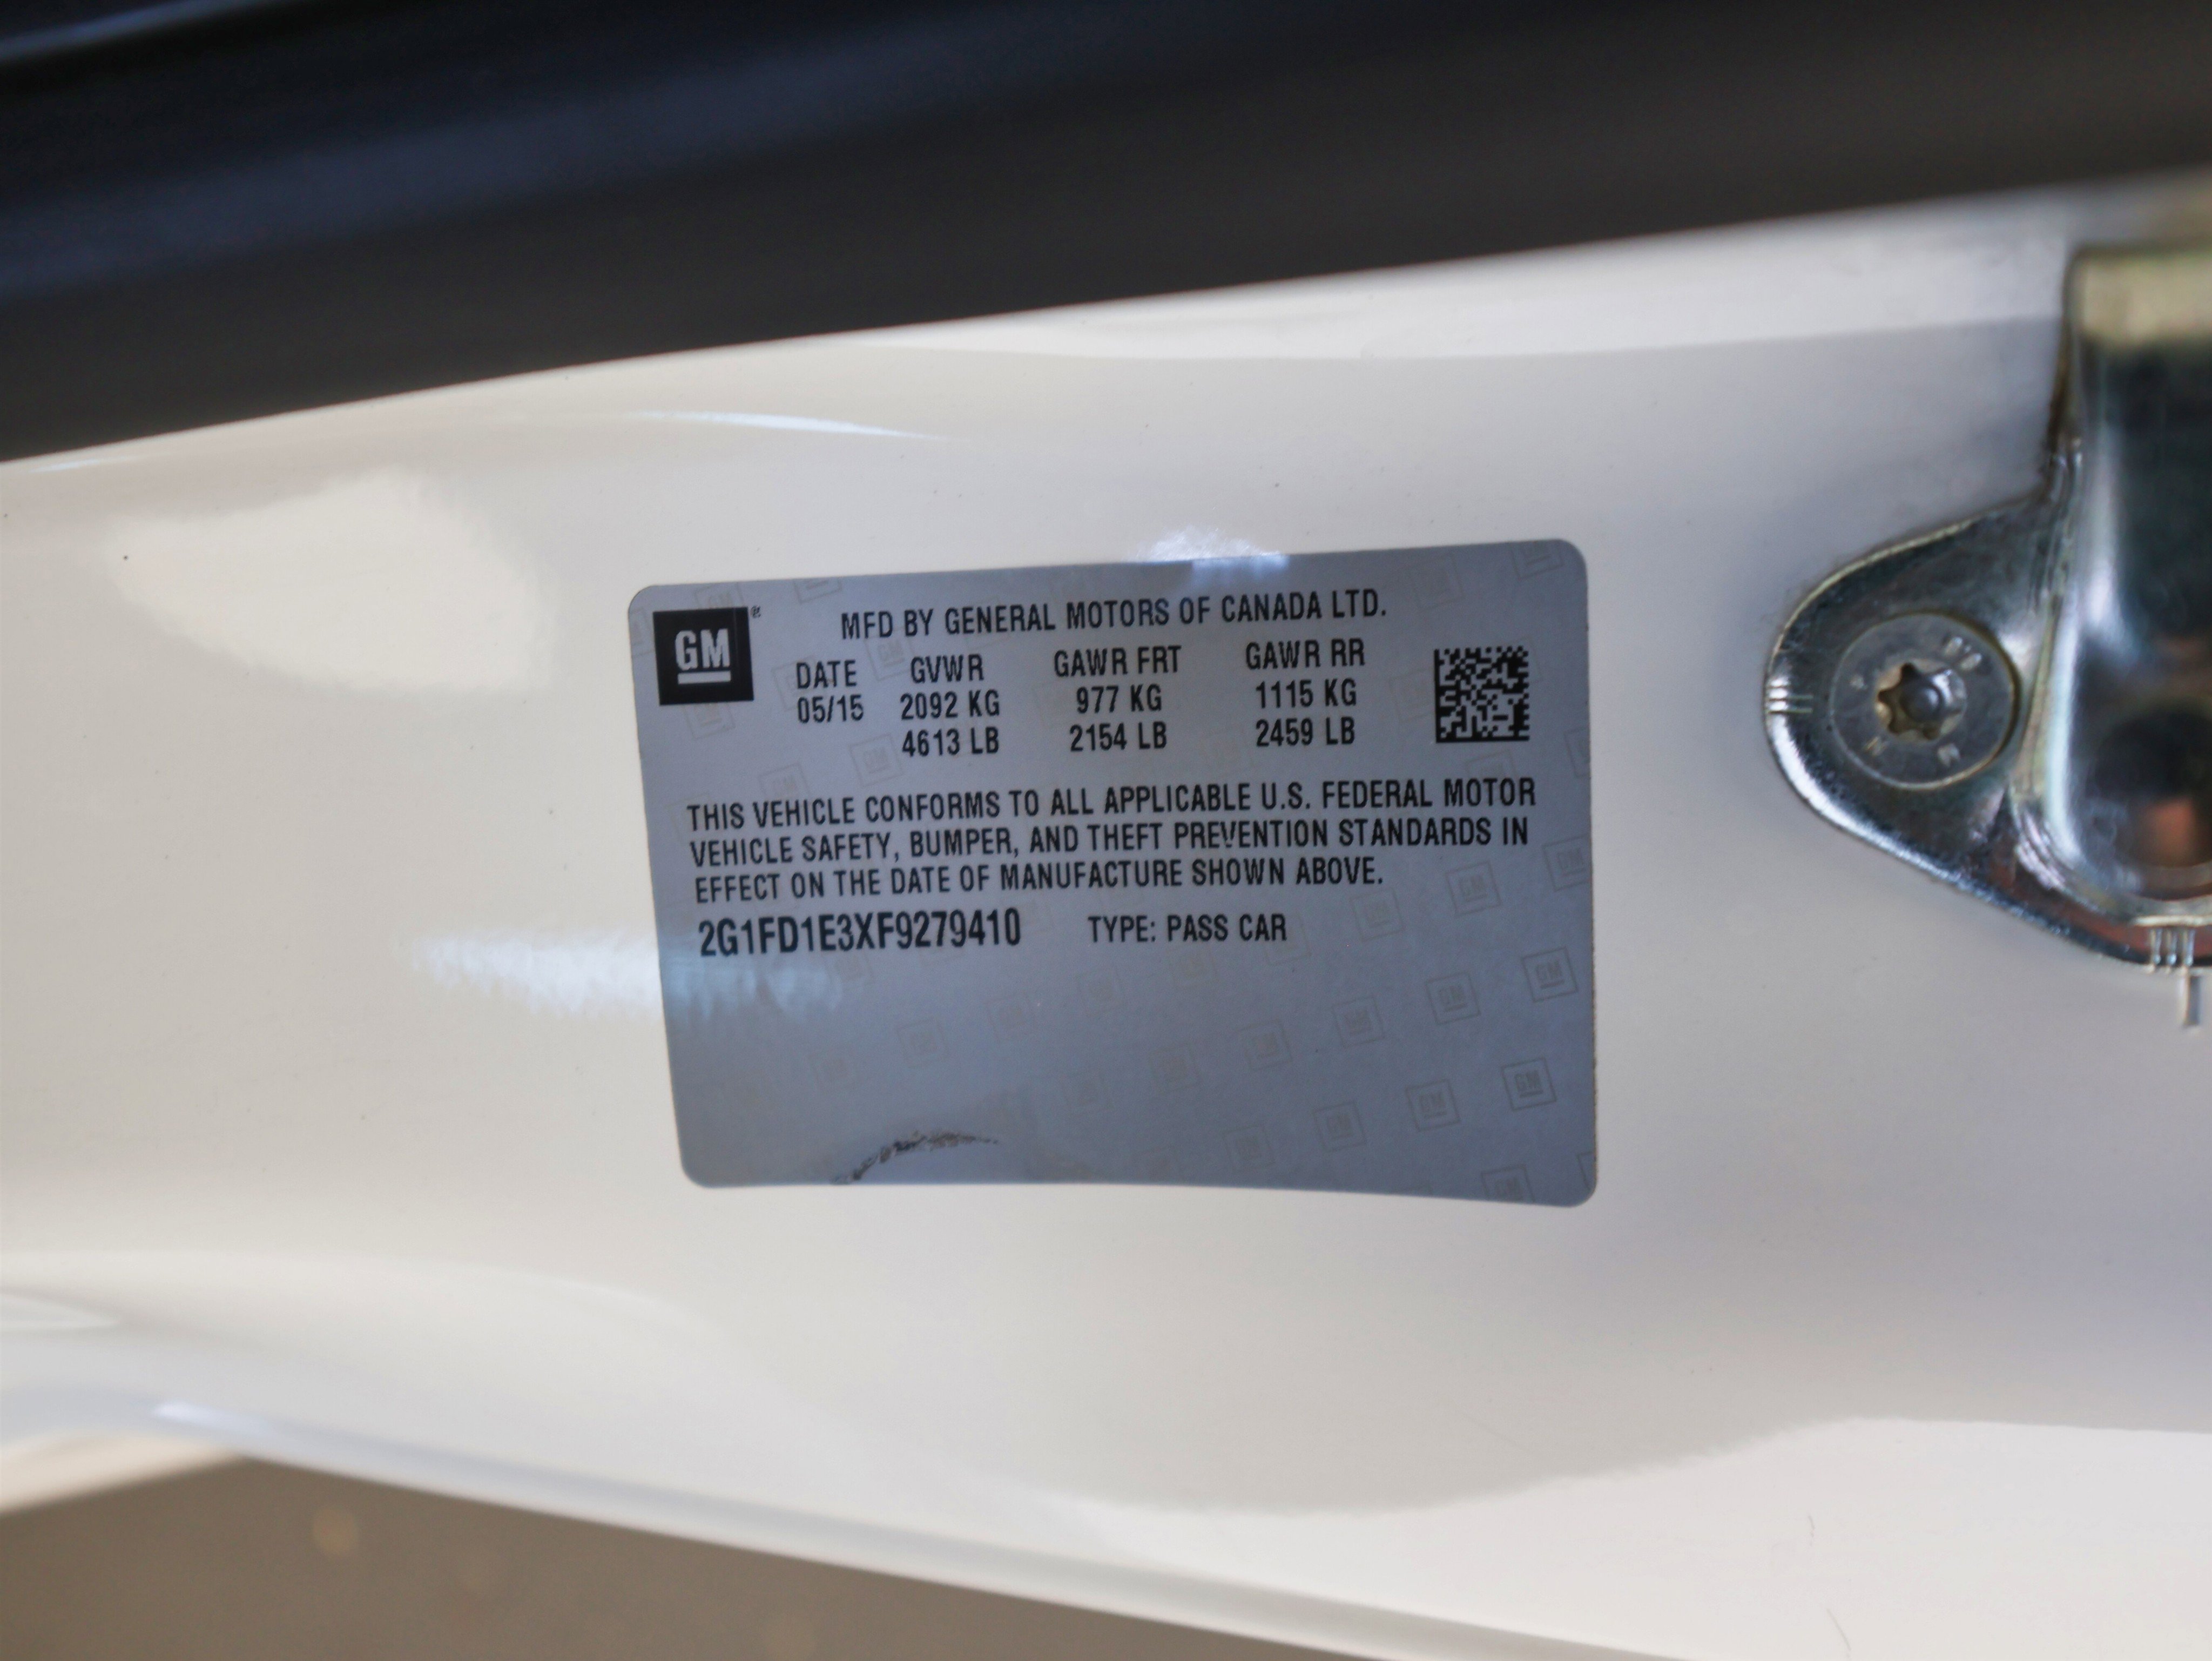 GM ®
MFD BY GENERAL MOTORS OF CANADA LTD.
DATE GVWR GAWR FRT GAWR RR
05/15 2092 KG 977 KG 1115 KG
4613 LB 2154 LB 2459 LB
THIS VEHICLE CONFORMS TO ALL APPLICABLE U.S. FEDERAL MOTOR
VEHICLE SAFETY, BUMPER, AND THEFT PREVENTION STANDARDS IN
EFFECT ON THE DATE OF MANUFACTURE SHOWN ABOVE.
2G1FD1E3XF9279410 TYPE: PASS CAR